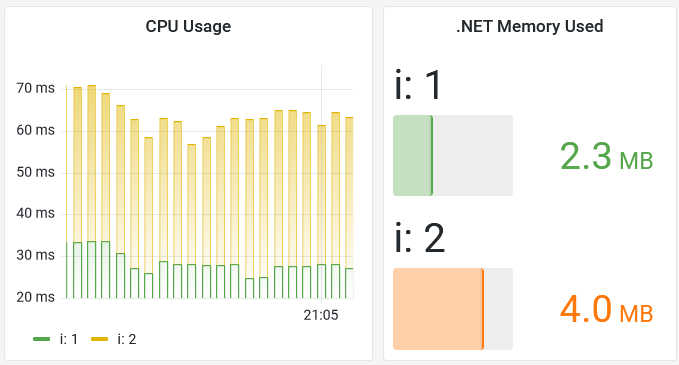 CPU Usage
70 ms
60 ms
50 ms
40 ms
30 ms
20 ms
21:05
i: 1
i: 2
.NET Memory Used
i: 1
2.3 MB
i: 2
4.0 MB